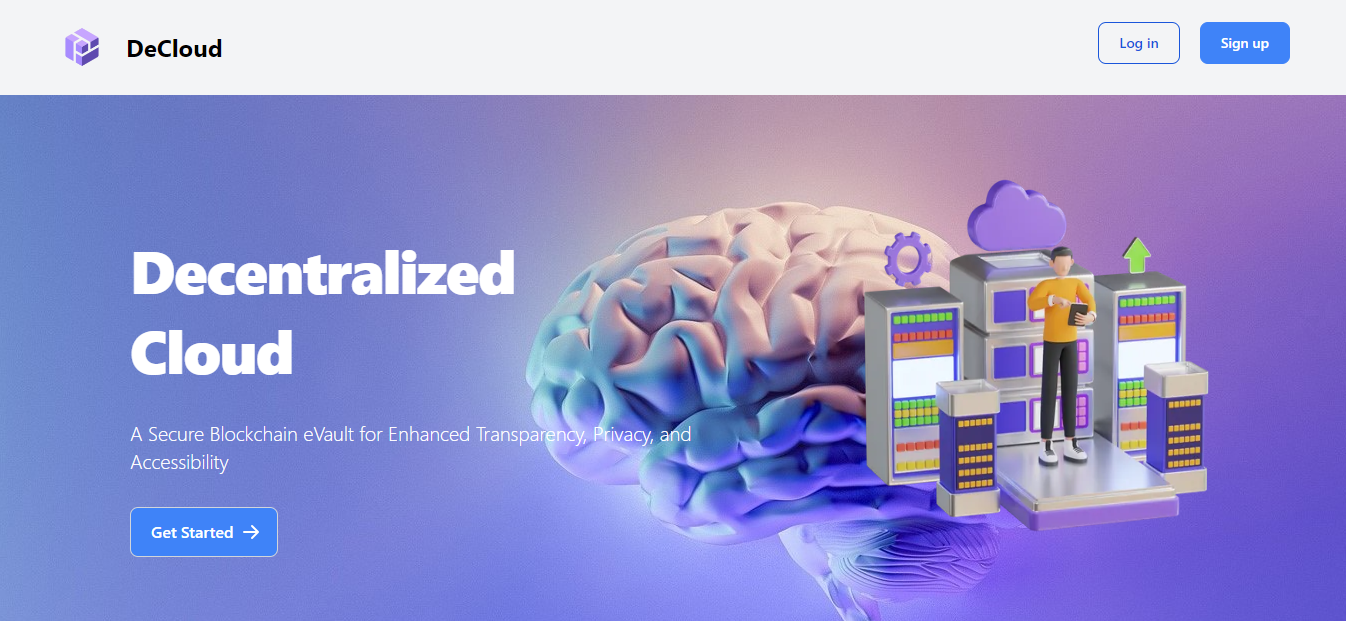 DeCloud
Log in
Sign up
Decentralized
Cloud
A Secure Blockchain eVault for Enhanced Transparency, Privacy, and
Accessibility
Get Started